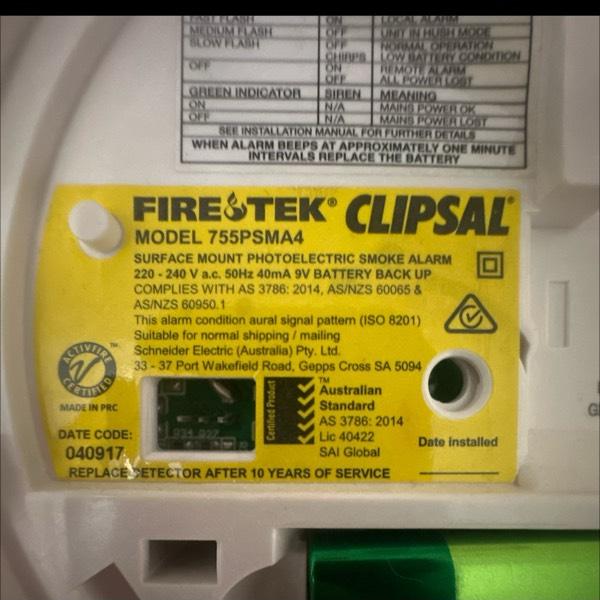 FAST FLASH ON LOCAL ALARM
MEDIUM FLASH OFF UNIT IN HUSH MODE
SLOW FLASH OFF NORMAL OPERATION
CHIRPS LOW BATTERY CONDITION
OFF ON REMOTE ALARM
OFF ALL POWER LOST
GREEN INDICATOR SIREN MEANING
ON N/A MAINS POWER OK
OFF N/A MAINS POWER LOST
SEE INSTALLATION MANUAL FOR FURTHER DETAILS
WHEN ALARM BEEPS AT APPROXIMATELY ONE MINUTE
INTERVALS REPLACE THE BATTERY
FIRETEK® CLIPSAL®
MODEL 755PSMA4
SURFACE MOUNT PHOTOELECTRIC SMOKE ALARM
220 - 240 V a.c. 50Hz 40mA 9V BATTERY BACK UP
COMPLIES WITH AS 3786: 2014, AS/NZS 60065 &
AS/NZS 60950.1
This alarm condition aural signal pattern (ISO 8201)
Suitable for normal shipping / mailing
Schneider Electric (Australia) Pty. Ltd.
33 - 37 Port Wakefield Road, Gepps Cross SA 5094
ACTIVFIRE CERTIFIED
TM
MADE IN PRC
DATE CODE:
040917
Certified Product
TM
Australian
Standard
AS 3786: 2014
Lic 40422
SAI Global
Date installed
REPLACE DETECTOR AFTER 10 YEARS OF SERVICE